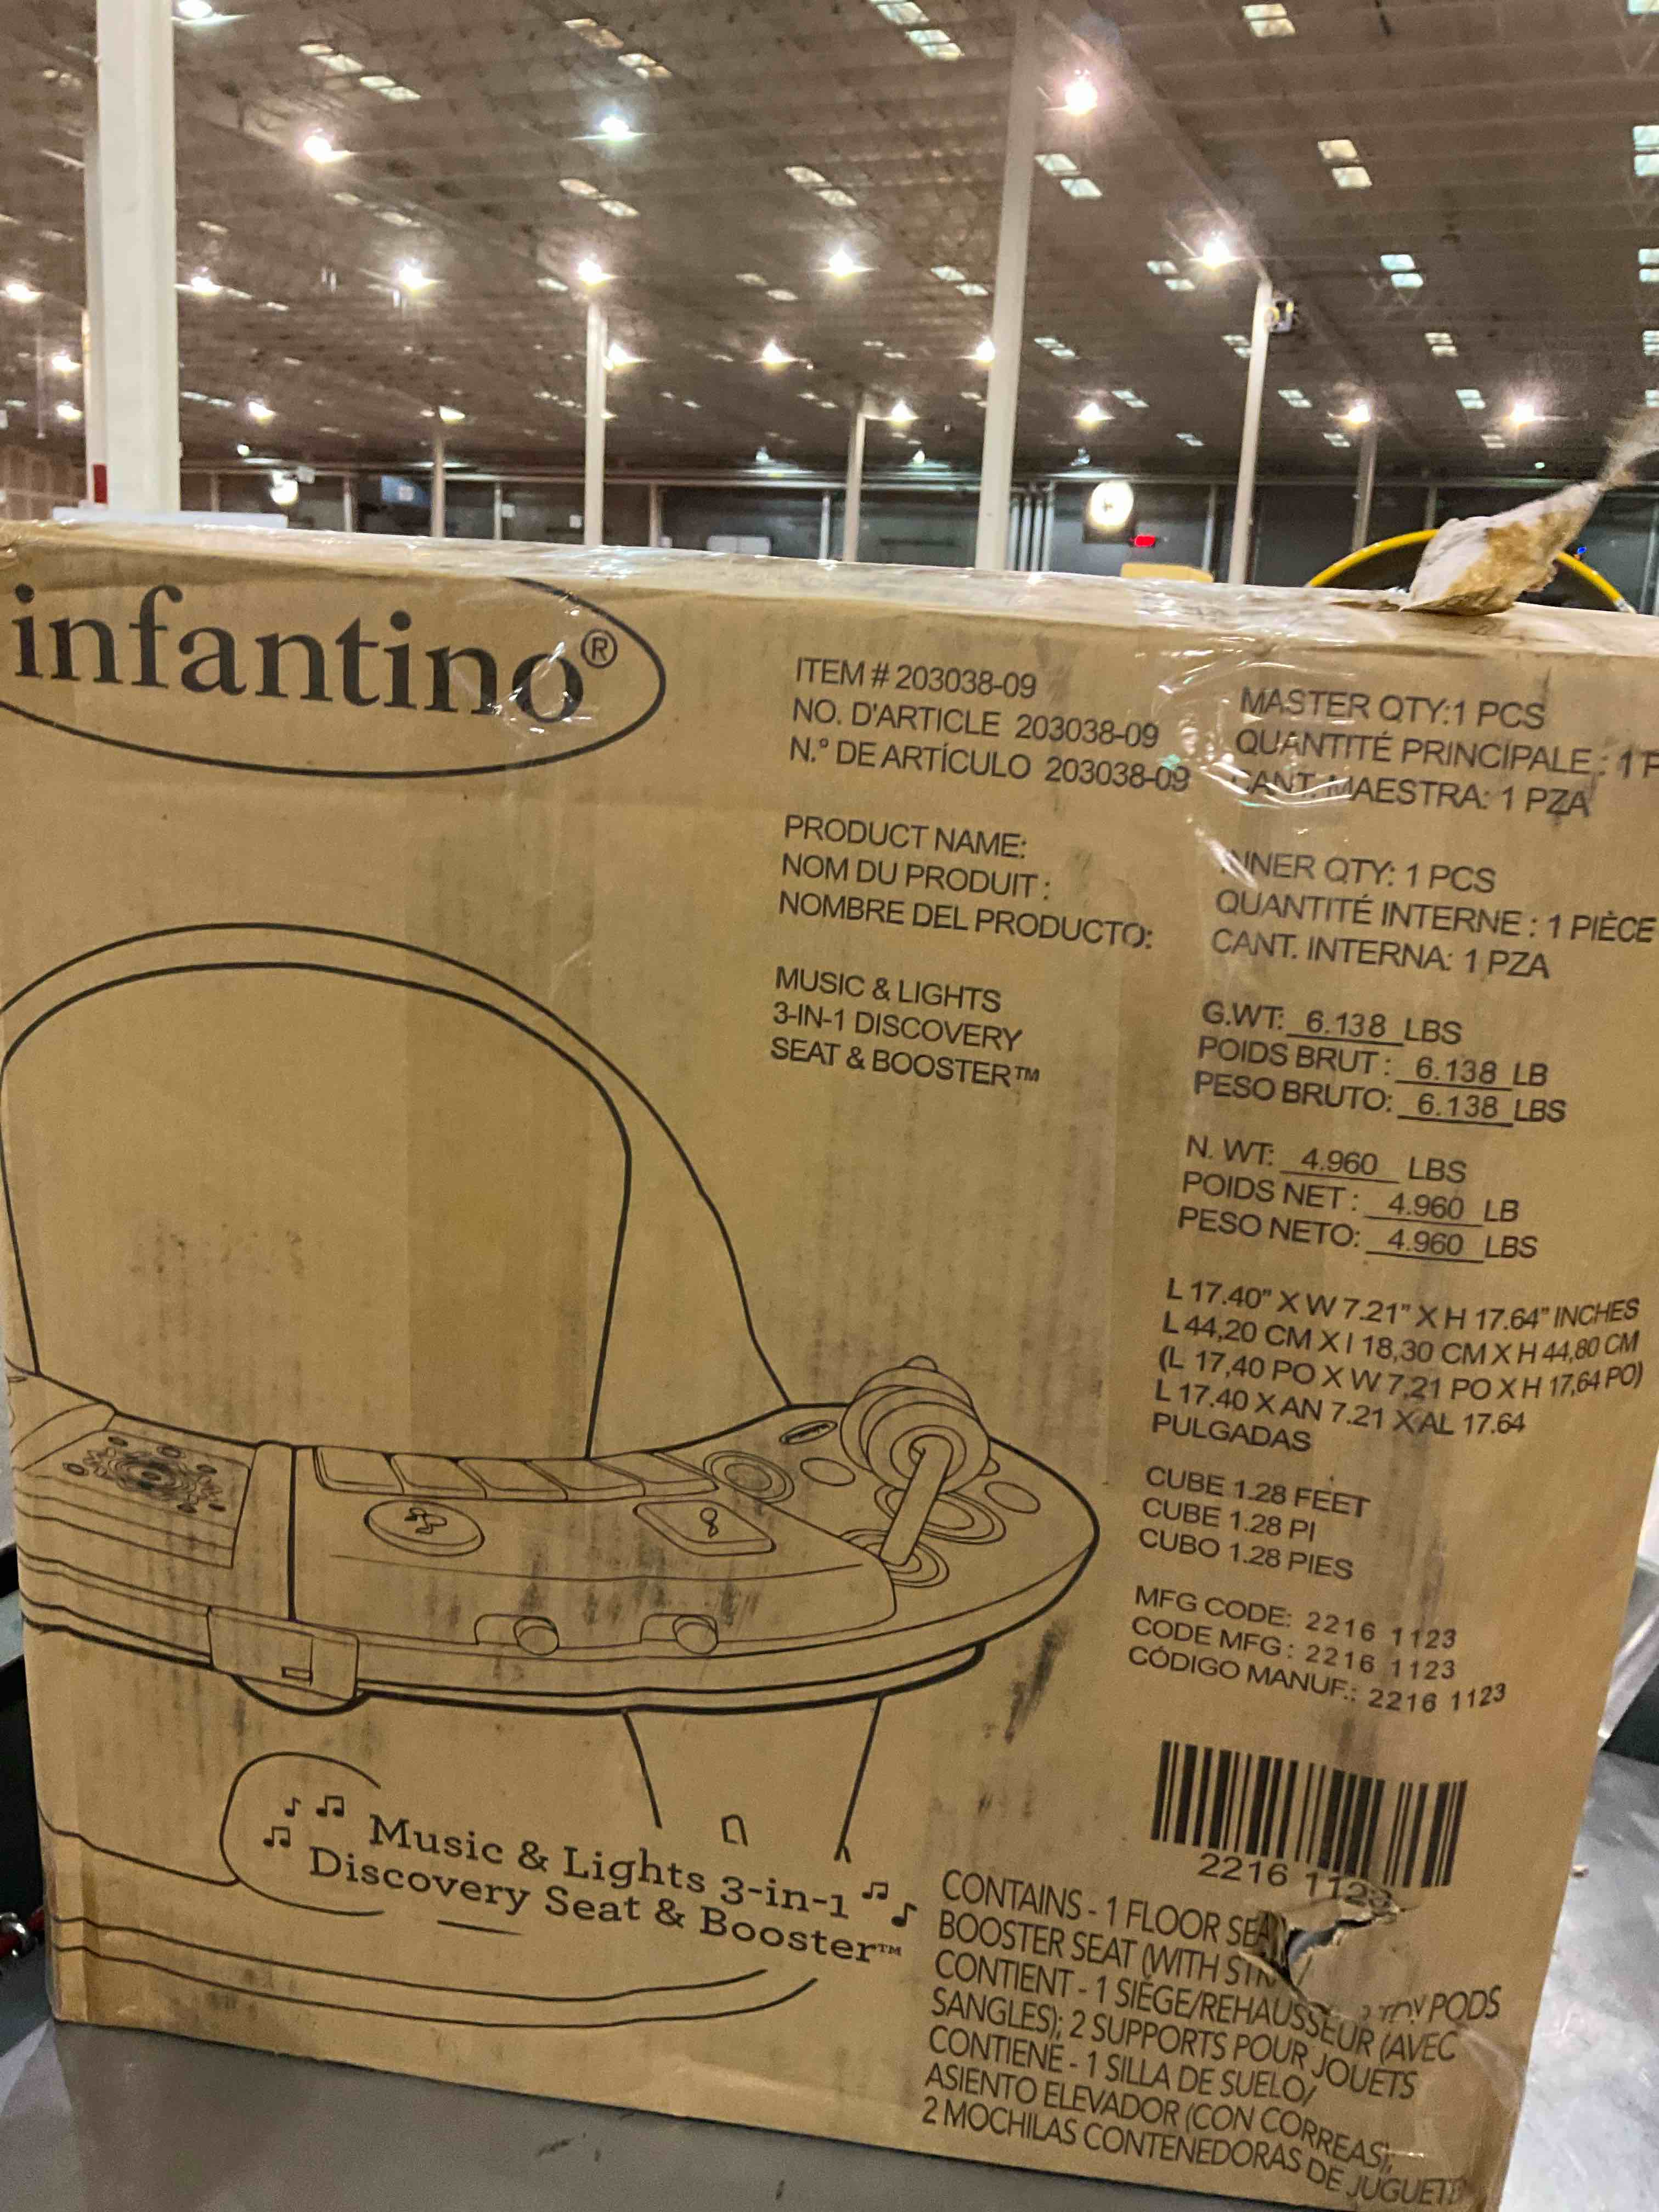 infantino®
ITEM # 203038-09
NO. D'ARTICLE 203038-09
N.° DE ARTÍCULO 203038-09
PRODUCT NAME:
NOM DU PRODUIT :
NOMBRE DEL PRODUCTO:
MUSIC & LIGHTS
3-IN-1 DISCOVERY
SEAT & BOOSTER™
MASTER QTY:1 PCS
QUANTITÉ PRINCIPALE : 1
CANT. MAESTRA: 1 PZA
INNER QTY: 1 PCS
QUANTITÉ INTERNE : 1 PIÈCE
CANT. INTERNA: 1 PZA
G.WT: 6.138 LBS
POIDS BRUT : 6.138 LB
PESO BRUTO: 6.138 LBS
N. WT: 4.960 LBS
POIDS NET : 4.960 LB
PESO NETO: 4.960 LBS
L 17.40" X W 7.21" X H 17.64" INCHES
L 44,20 CM X l 18,30 CM X H 44,80 CM
(L 17,40 PO X W 7,21 PO X H 17,64 PO)
L 17.40 X AN 7.21 X AL 17.64
PULGADAS
CUBE 1.28 FEET
CUBE 1.28 PI
CUBO 1.28 PIES
MFG CODE: 2216 1123
CODE MFG : 2216 1123
CÓDIGO MANUF.: 2216 1123
2216 1123
Music & Lights 3-in-1
Discovery Seat & Booster™
CONTAINS - 1 FLOOR
BOOSTER SEAT (WITH TOY PODS
CONTIENT - 1 SIÈGE/REHAUSSEUR (AVEC
SANGLES); 2 SUPPORTS POUR JOUETS
CONTIENE - 1 SILLA DE SUELO/
ASIENTO ELEVADOR (CON CORREAS),
2 MOCHILAS CONTENEDORAS DE